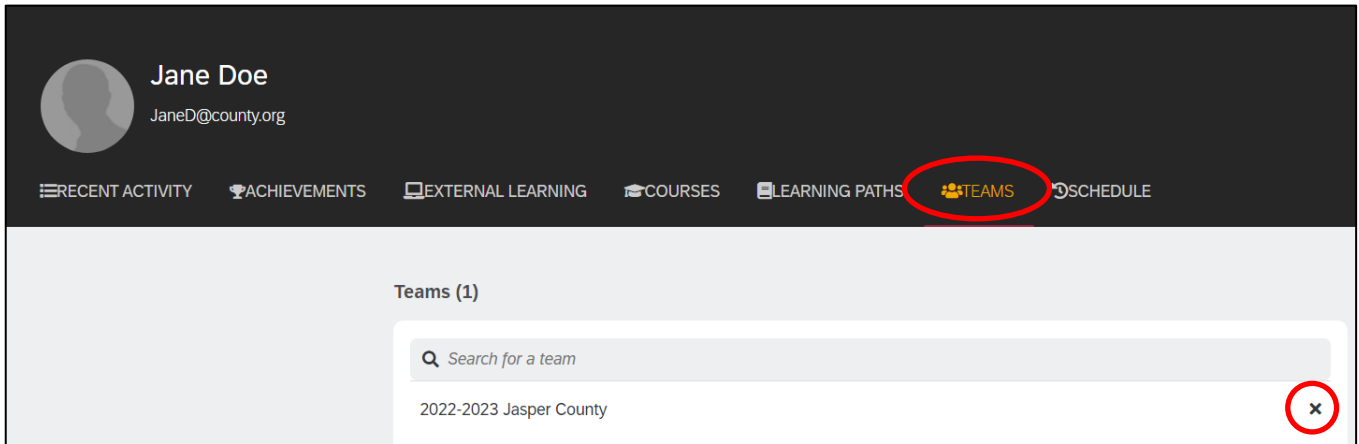 Jane Doe
JaneD@county.org
RECENT ACTIVITY ACHIEVEMENTS EXTERNAL LEARNING COURSES LEARNING PATHS TEAMS SCHEDULE
Teams (1)
Search for a team
2022-2023 Jasper County